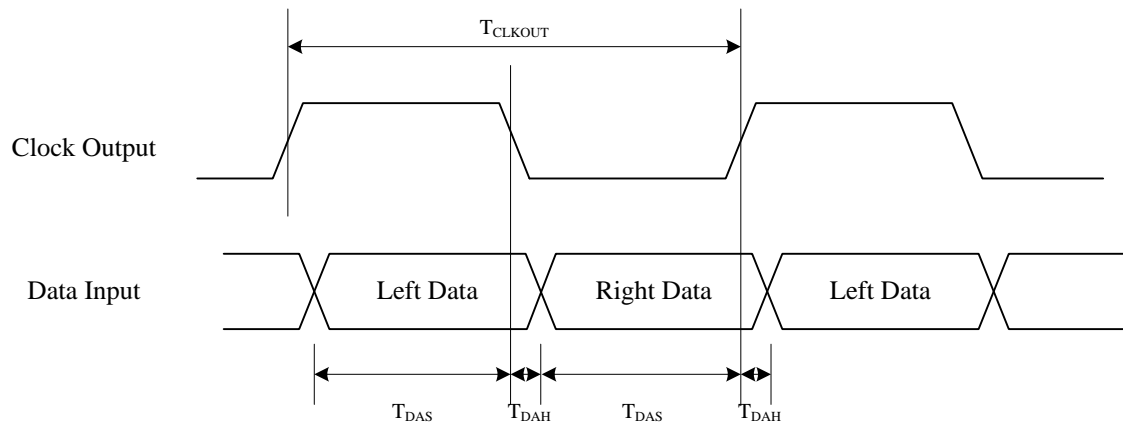 TCLKOUT
Clock Output
Data Input
Left Data
Right Data
Left Data
TDAS
TDAH
TDAS
TDAH